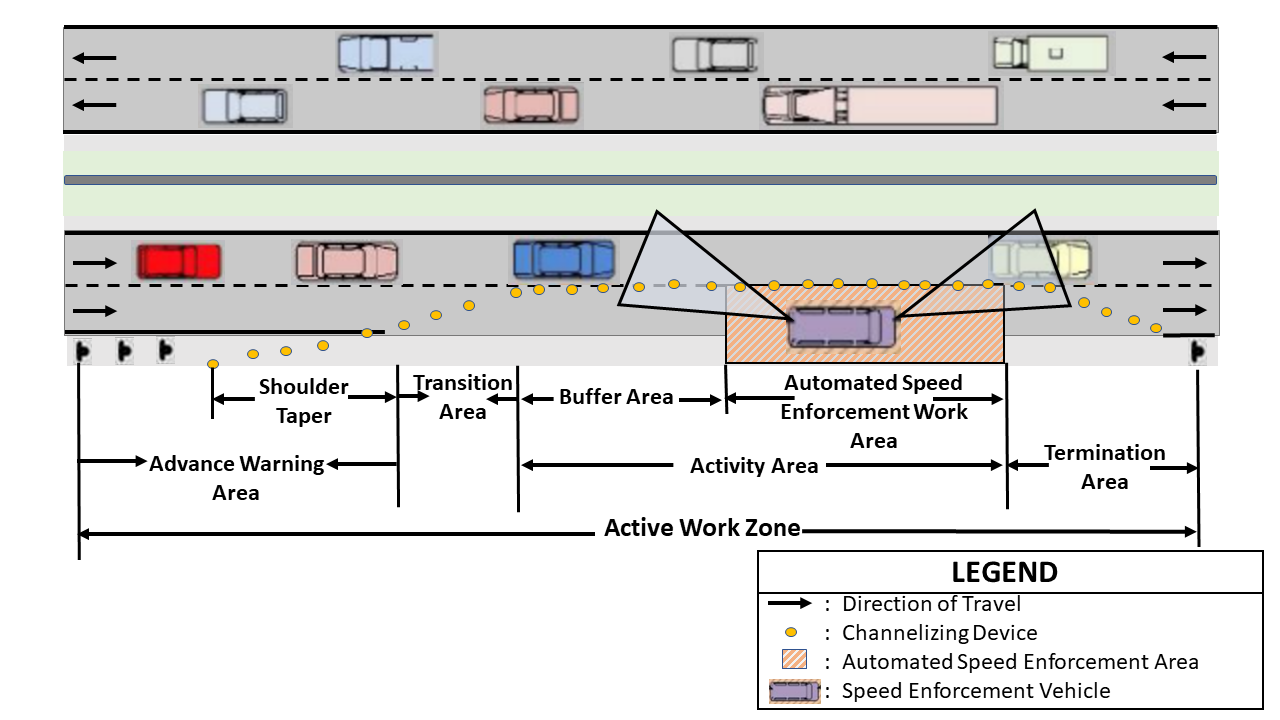 Shoulder
Taper
Transition
Area
Buffer Area
Automated Speed
Enforcement Work
Area
Advance Warning
Area
Activity Area
Termination
Area
Active Work Zone
LEGEND
: Direction of Travel
: Channelizing Device
: Automated Speed Enforcement Area
: Speed Enforcement Vehicle